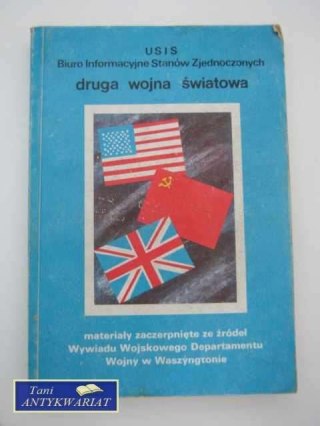 USIS
Biuro Informacyjne Stanów Zjednoczonych
druga wojna światowa
materiały zaczerpnięte ze źródeł
Wywiadu Wojskowego Departamentu
Wojny w Waszyngtonie
Tani
ANTYKWARIAT